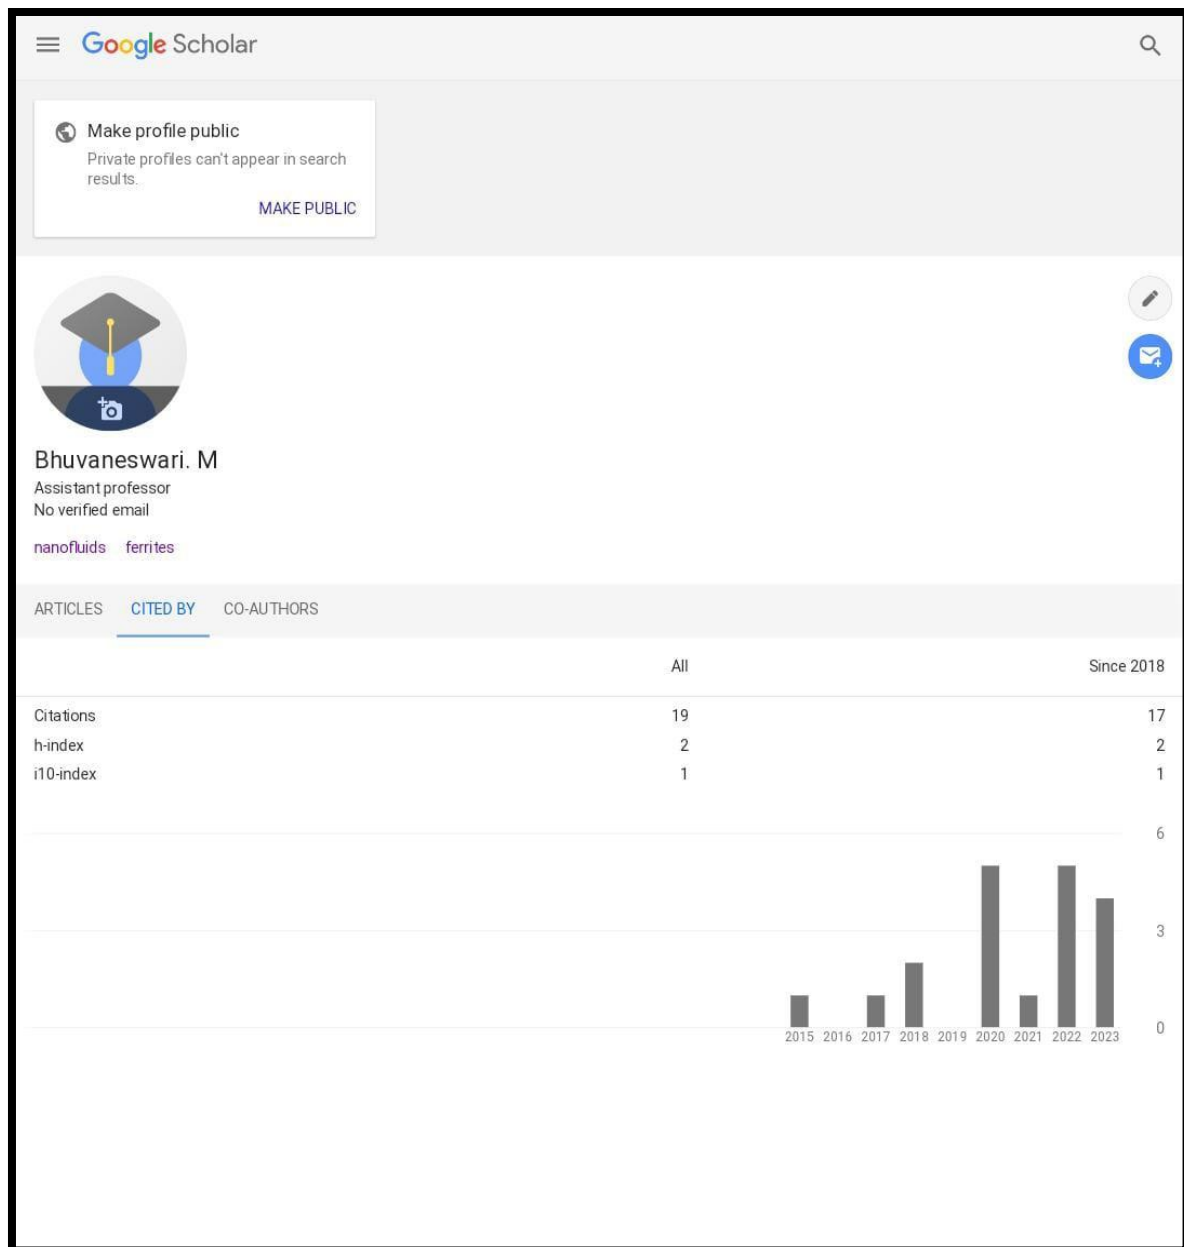 Google Scholar
Make profile public
Private profiles can't appear in search
results.
MAKE PUBLIC
Bhuvaneswari. M
Assistant professor
No verified email
nanofluids ferrites
ARTICLES CITED BY CO-AUTHORS
All Since 2018
Citations 19 17
h-index 2 2
i10-index 1 1
6
3
0
2015 2016 2017 2018 2019 2020 2021 2022 2023